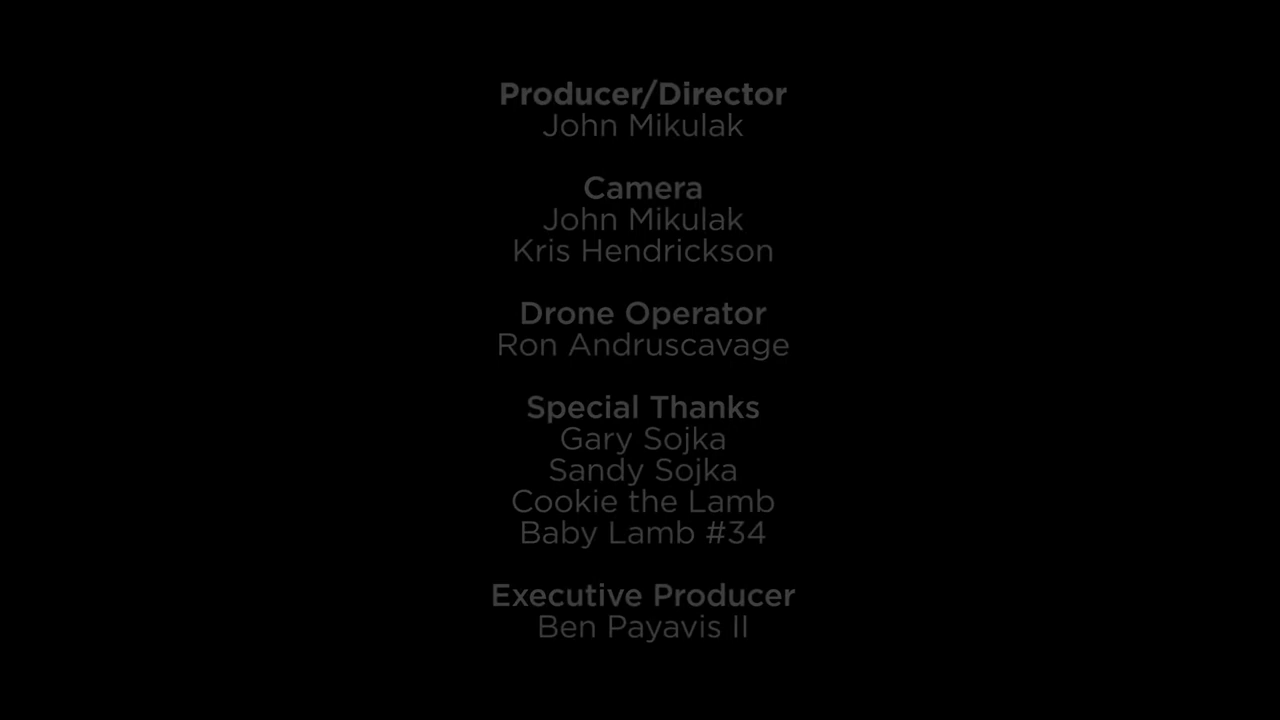 Producer/Director
John Mikulak
Camera
John Mikulak
Kris Hendrickson
Drone Operator
Ron Andruscavage
Special Thanks
Gary Sojka
Sandy Sojka
Cookie the Lamb
Baby Lamb #34
Executive Producer
Ben Payavis II